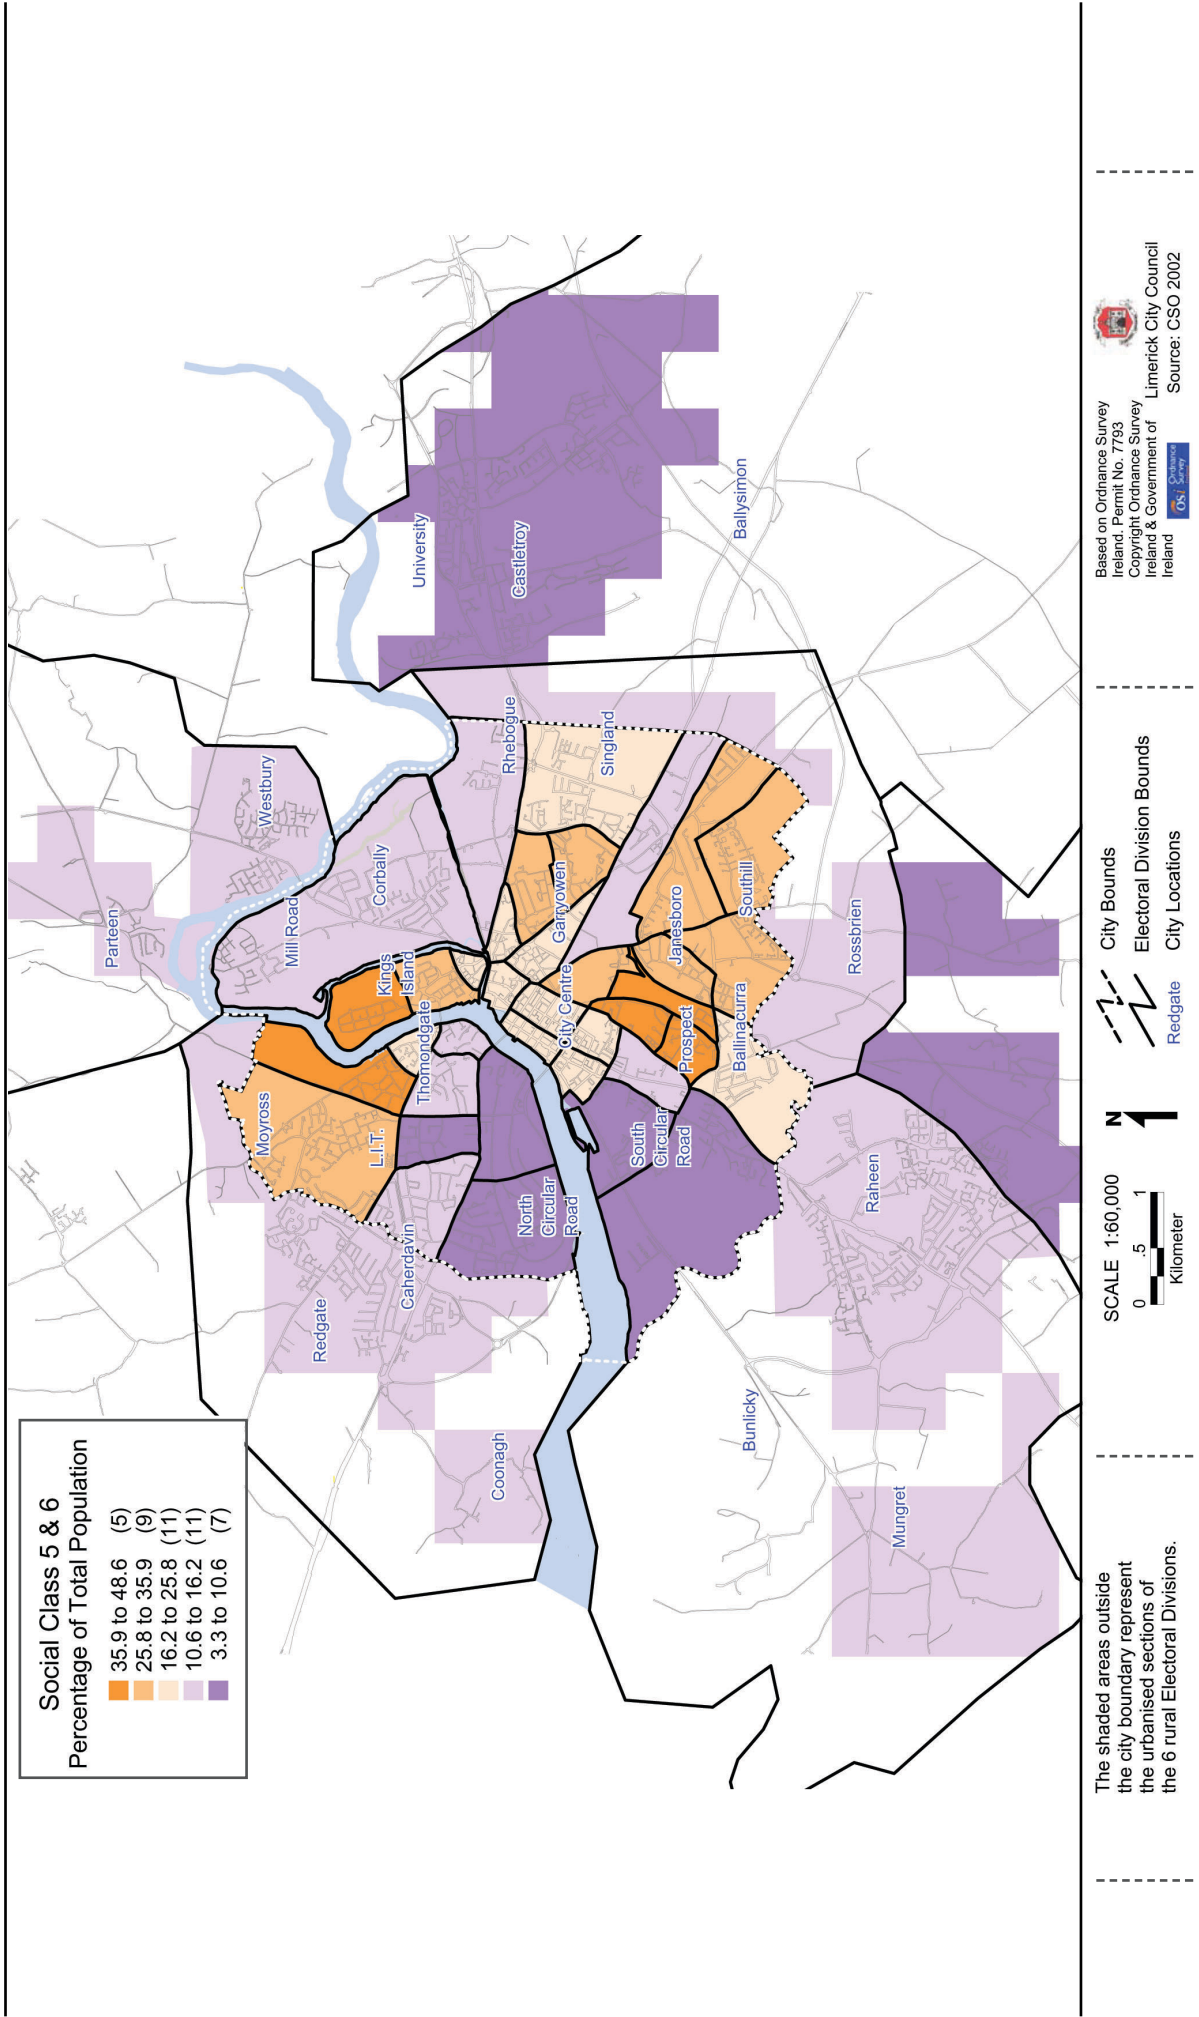 Social Class 5 & 6
Percentage of Total Population
35.9 to 48.6 (5)
25.8 to 35.9 (9)
16.2 to 25.8 (11)
10.6 to 16.2 (11)
3.3 to 10.6 (7)
Parteen
Westbury
Mill Road
Corbally
Kings
Island
Thomondgate
Moyross
L.I.T.
Redgate
Caherdavin
Coonagh
North
Circular
Road
University
Castletroy
Rhebogue
Singland
Garryowen
City Centre
Ballysimon
Janesboro
Southill
Prospect
Ballinacurra
South
Circular
Road
Rossbrien
Raheen
Bunlicky
Mungret
The shaded areas outside
the city boundary represent
the urbanised sections of
the 6 rural Electoral Divisions.
SCALE 1:60,000
0 .5 1
Kilometer
N
City Bounds
Electoral Division Bounds
Redgate City Locations
Based on Ordnance Survey
Ireland. Permit No. 7793
Copyright Ordnance Survey
Ireland & Government of
Ireland
OSi Ordnance
Survey
Limerick City Council
Source: CSO 2002